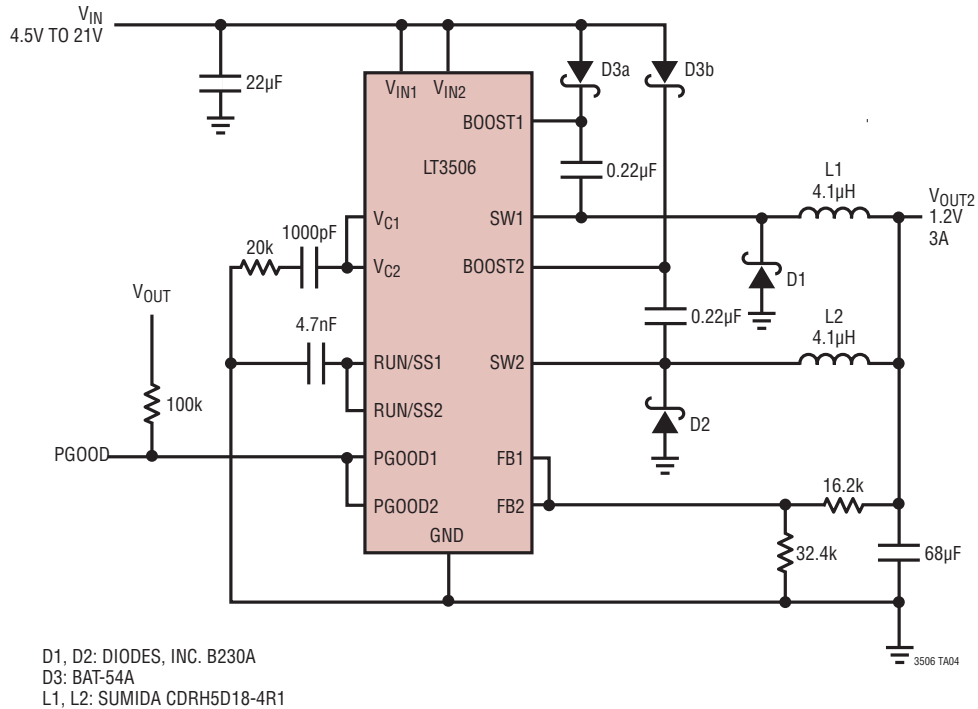 VIN
4.5V TO 21V
22µF
VIN1
VIN2
D3a
D3b
BOOST1
LT3506
0.22µF
L1
4.1µH
VOUT2
1.2V
3A
VC1
SW1
20k
1000pF
VC2
BOOST2
D1
VOUT
4.7nF
0.22µF
L2
4.1µH
RUN/SS1
SW2
100k
RUN/SS2
D2
PGOOD
PGOOD1
FB1
16.2k
PGOOD2
FB2
GND
32.4k
68µF
3506 TA04
D1, D2: DIODES, INC. B230A
D3: BAT-54A
L1, L2: SUMIDA CDRH5D18-4R1